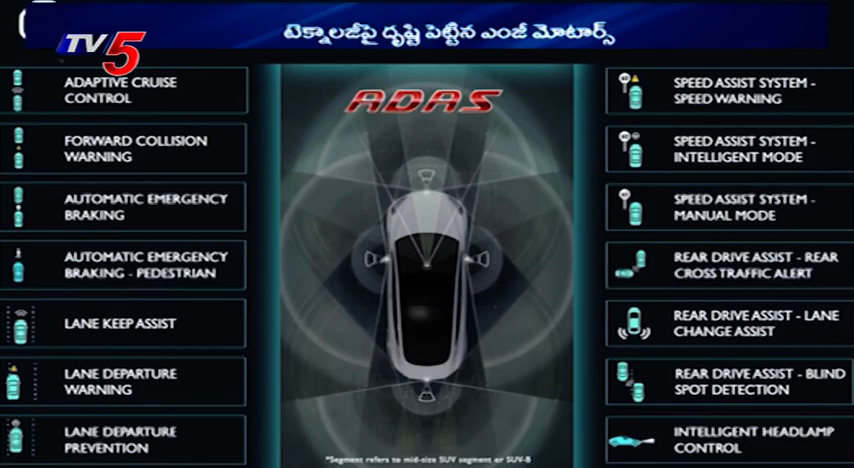 TV5
టెక్నాలజీపై దృష్టి పెట్టిన ఎంజీ మోటార్స్
ADAPTIVE CRUISE
CONTROL
FORWARD COLLISION
WARNING
AUTOMATIC EMERGENCY
BRAKING
AUTOMATIC EMERGENCY
BRAKING - PEDESTRIAN
LANE KEEP ASSIST
LANE DEPARTURE
WARNING
LANE DEPARTURE
PREVENTION
ADAS
*Segment refers to mid-size SUV segment or SUV-B
SPEED ASSIST SYSTEM -
SPEED WARNING
SPEED ASSIST SYSTEM -
INTELLIGENT MODE
SPEED ASSIST SYSTEM -
MANUAL MODE
REAR DRIVE ASSIST - REAR
CROSS TRAFFIC ALERT
REAR DRIVE ASSIST - LANE
CHANGE ASSIST
REAR DRIVE ASSIST - BLIND
SPOT DETECTION
INTELLIGENT HEADLAMP
CONTROL